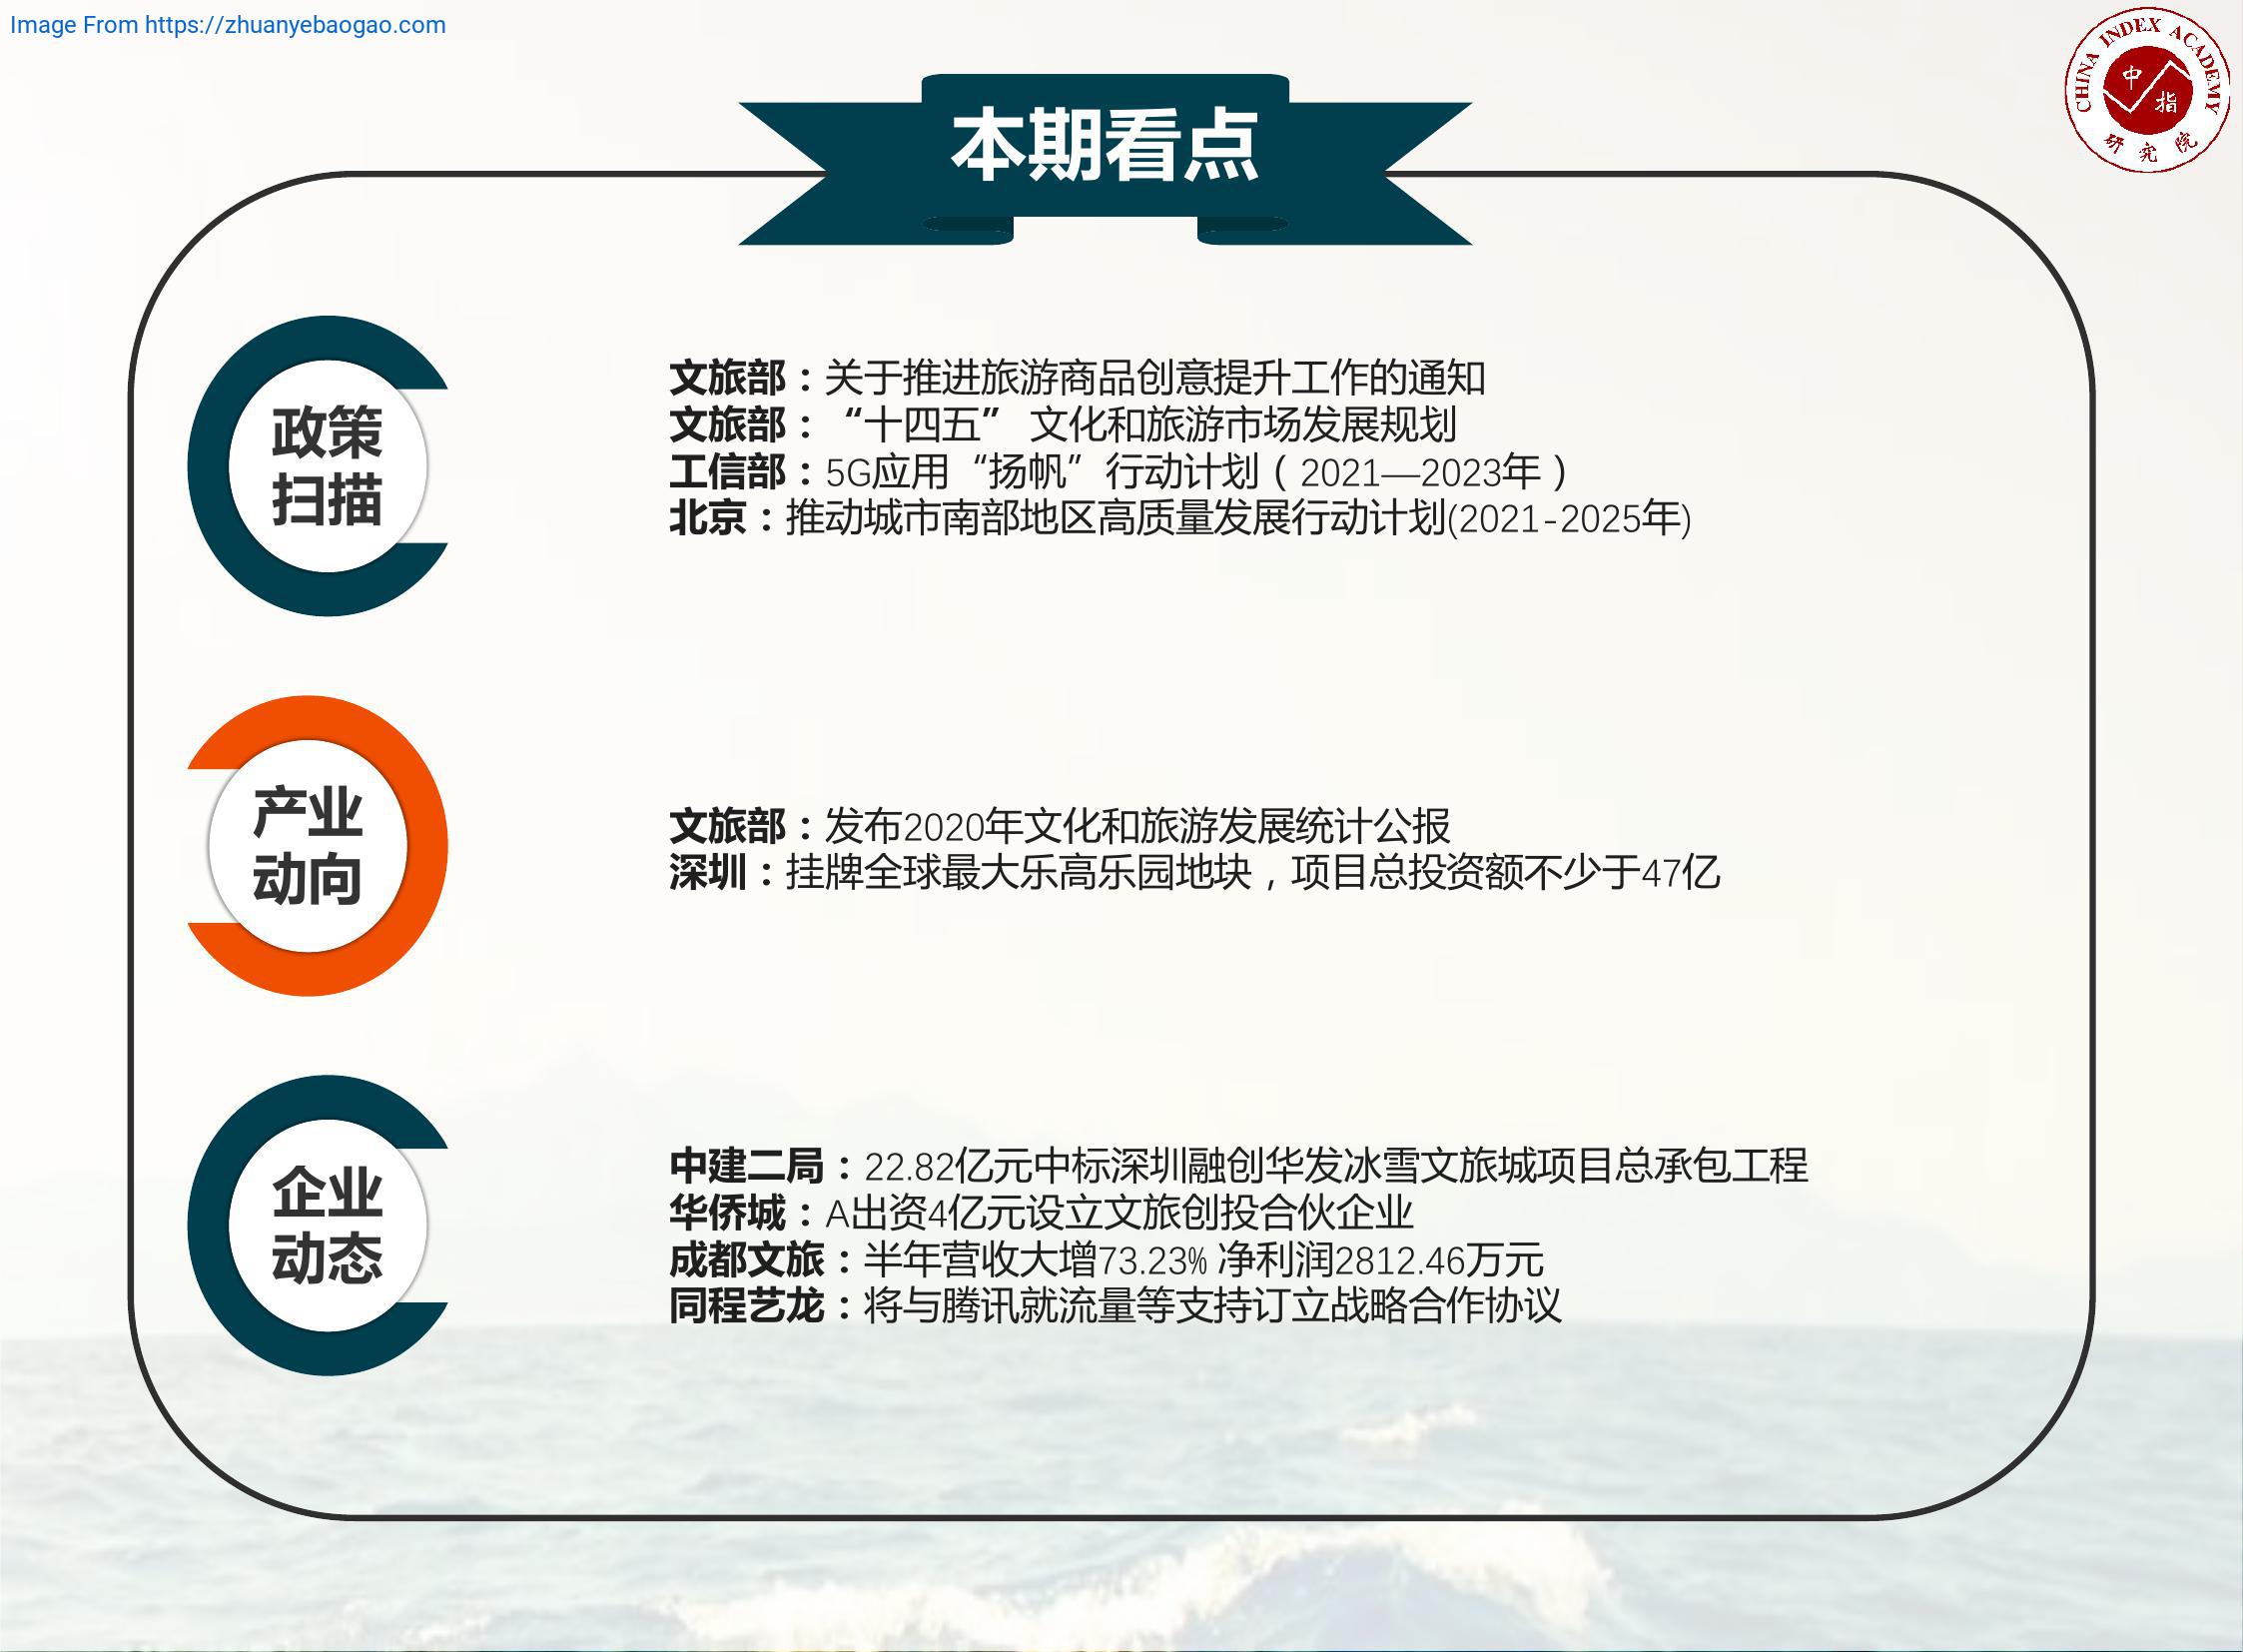 Image From https://zhuanyebaogao.com
CHINA INDEX ACADEMY
中
指
研究院
本期看点
政策
扫描
文旅部：关于推进旅游商品创意提升工作的通知
文旅部：“十四五” 文化和旅游市场发展规划
工信部：5G应用“扬帆” 行动计划（2021—2023年）
北京：推动城市南部地区高质量发展行动计划(2021-2025年)
产业
动向
文旅部：发布2020年文化和旅游发展统计公报
深圳：挂牌全球最大乐高乐园地块，项目总投资额不少于47亿
企业
动态
中建二局：22.82亿元中标深圳融创华发冰雪文旅城项目总承包工程
华侨城：A出资4亿元设立文旅创投合伙企业
成都文旅：半年营收大增73.23% 净利润2812.46万元
同程艺龙：将与腾讯就流量等支持订立战略合作协议